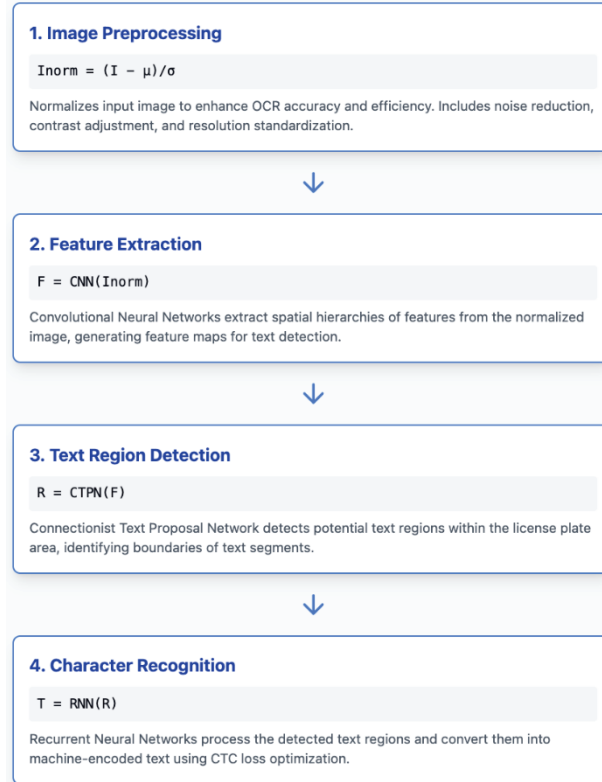 1. Image Preprocessing
Inorm = (I - μ)/σ
Normalizes input image to enhance OCR accuracy and efficiency. Includes noise reduction,
contrast adjustment, and resolution standardization.
2. Feature Extraction
F = CNN(Inorm)
Convolutional Neural Networks extract spatial hierarchies of features from the normalized
image, generating feature maps for text detection.
3. Text Region Detection
R = CTPN(F)
Connectionist Text Proposal Network detects potential text regions within the license plate
area, identifying boundaries of text segments.
4. Character Recognition
T = RNN(R)
Recurrent Neural Networks process the detected text regions and convert them into
machine-encoded text using CTC loss optimization.